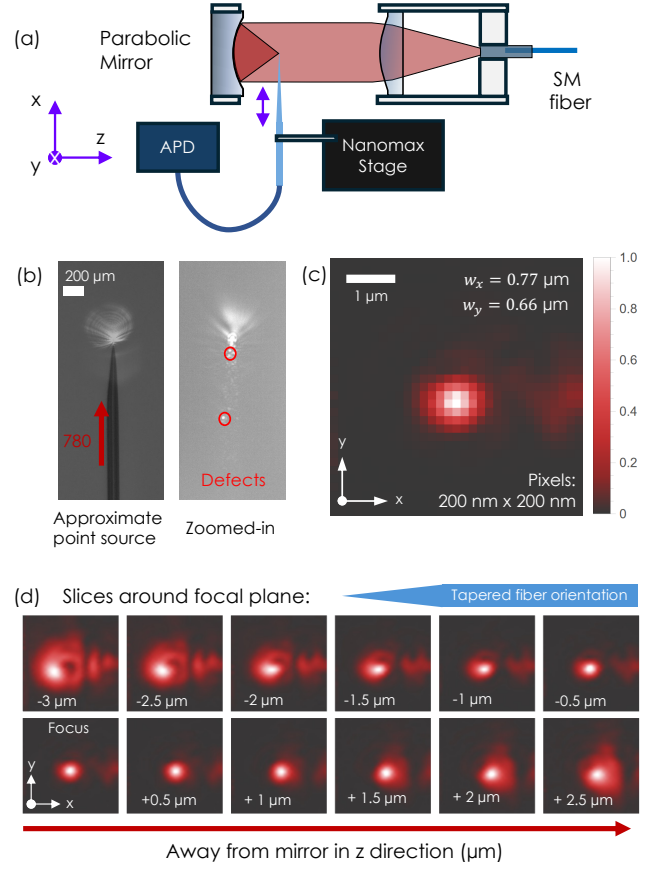 (a)
Parabolic
Mirror
SM
fiber
x
z
y
APD
Nanomax
Stage
(b)
200 µm
780
Defects
Approximate
point source
Zoomed-in
(c)
1 µm
wₓ = 0.77 µm
w_y = 0.66 µm
y
x
Pixels:
200 nm x 200 nm
1.0
0.8
0.6
0.4
0.2
0
(d) Slices around focal plane:
Tapered fiber orientation
-3 µm
-2.5 µm
-2 µm
-1.5 µm
-1 µm
-0.5 µm
Focus
y
x
+0.5 µm
+ 1 µm
+ 1.5 µm
+ 2 µm
+ 2.5 µm
Away from mirror in z direction (µm)